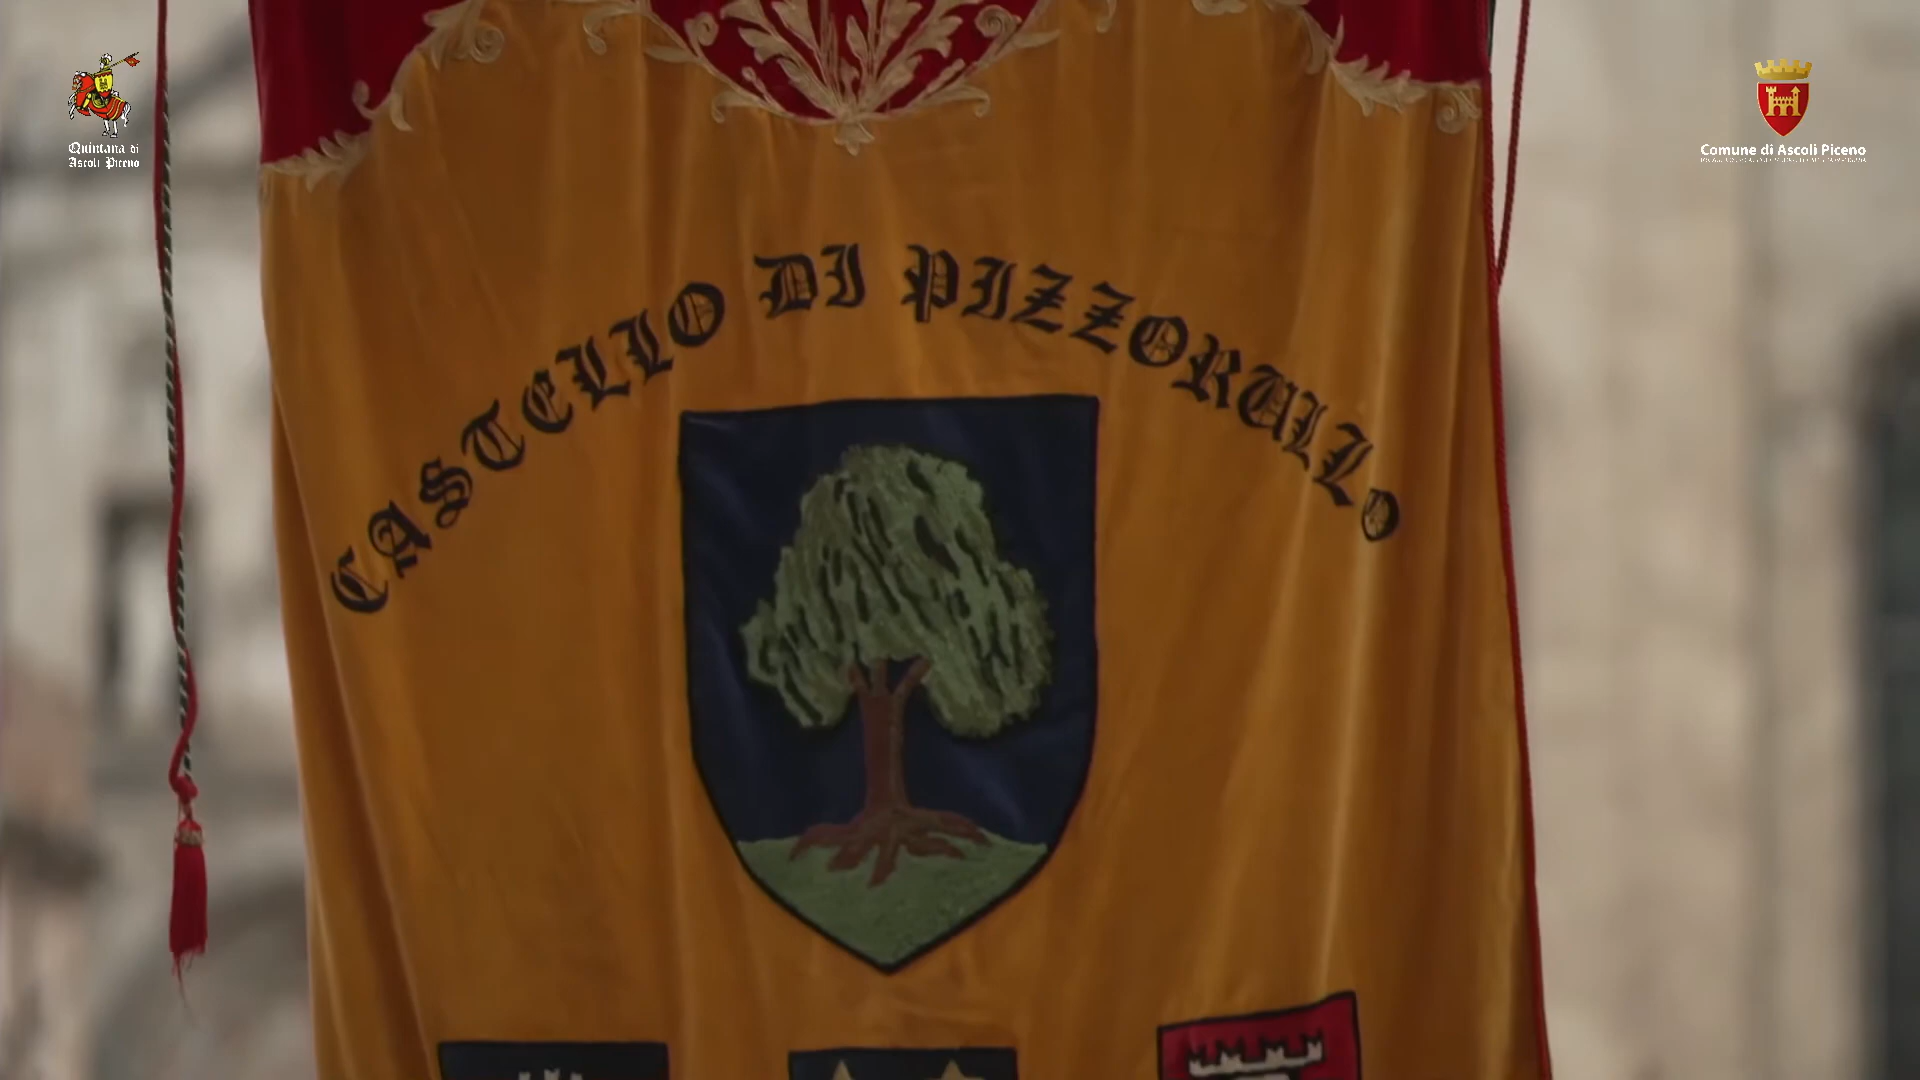 Quintana di
Ascoli Piceno
Comune di Ascoli Piceno
CASTELLO DI PIZZORULLO